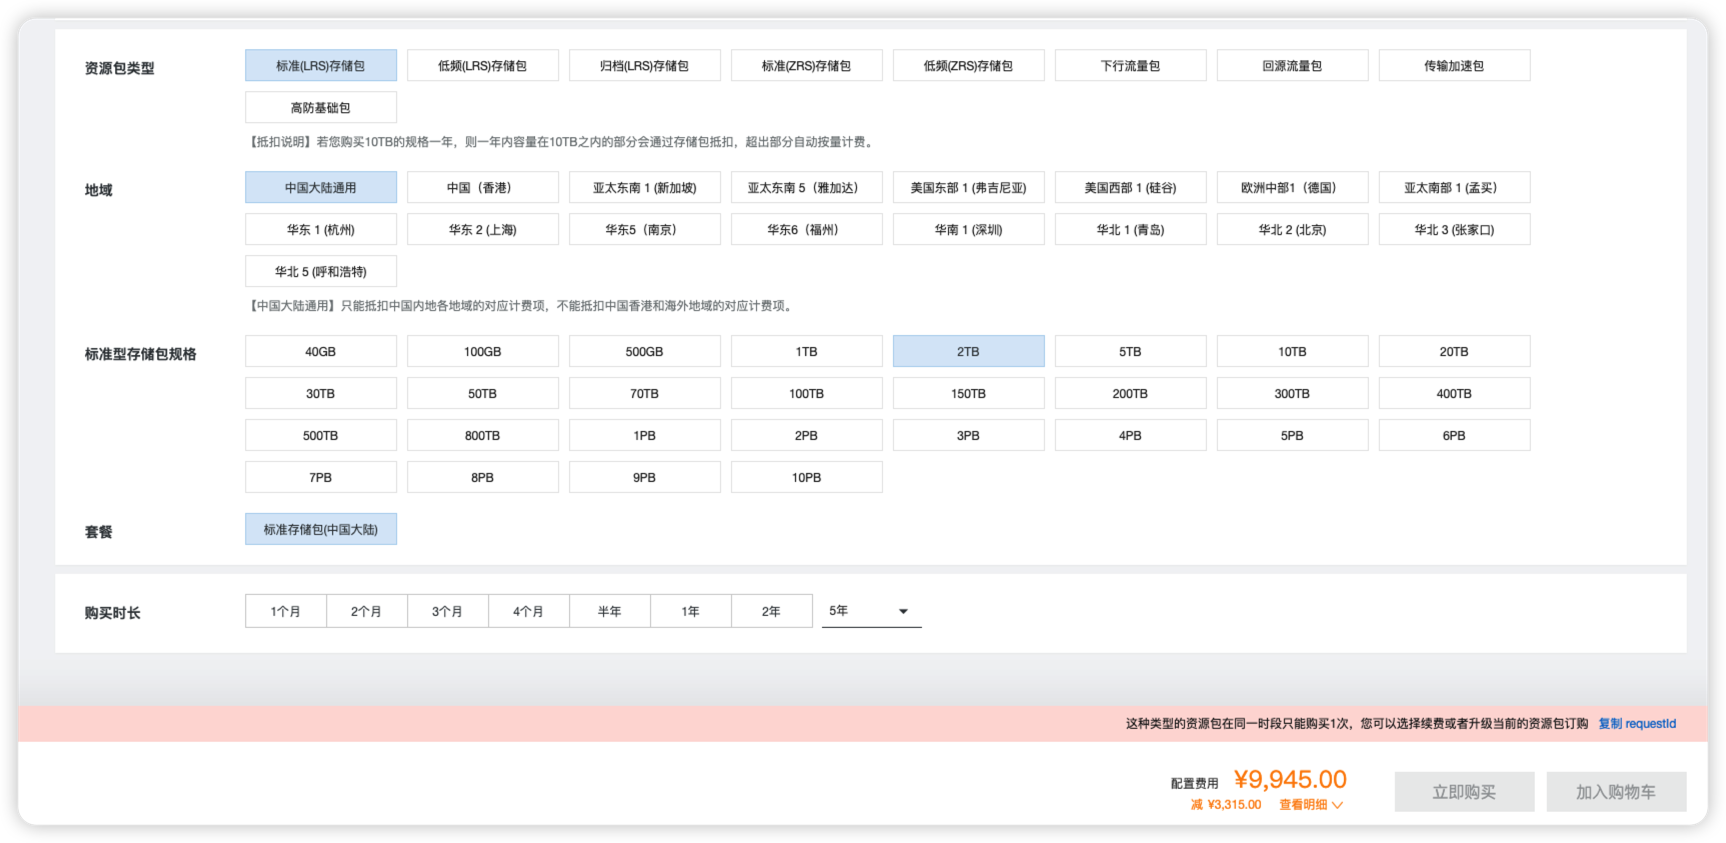 资源包类型
标准(LRS)存储包 低频(LRS)存储包 归档(LRS)存储包 标准(ZRS)存储包 低频(ZRS)存储包 下行流量包 回源流量包 传输加速包
高防基础包
【抵扣说明】若您购买10TB的规格一年，则一年内容量在10TB之内的部分会通过存储包抵扣，超出部分自动按量计费。
地域
中国大陆通用 中国（香港） 亚太东南 1 (新加坡) 亚太东南 5（雅加达） 美国东部 1 (弗吉尼亚) 美国西部 1 (硅谷) 欧洲中部1（德国） 亚太南部 1 (孟买）
华东 1 (杭州) 华东 2 (上海) 华东5（南京） 华东6（福州） 华南 1 (深圳) 华北 1 (青岛) 华北 2 (北京) 华北 3 (张家口)
华北 5 (呼和浩特)
【中国大陆通用】只能抵扣中国内地各地域的对应计费项，不能抵扣中国香港和海外地域的对应计费项。
标准型存储包规格
40GB 100GB 500GB 1TB 2TB 5TB 10TB 20TB
30TB 50TB 70TB 100TB 150TB 200TB 300TB 400TB
500TB 800TB 1PB 2PB 3PB 4PB 5PB 6PB
7PB 8PB 9PB 10PB
套餐
标准存储包(中国大陆)
购买时长
1个月 2个月 3个月 4个月 半年 1年 2年 5年
这种类型的资源包在同一时段只能购买1次，您可以选择续费或者升级当前的资源包订购 复制 requestId
配置费用 ¥9,945.00
减 ¥3,315.00 查看明细
立即购买 加入购物车